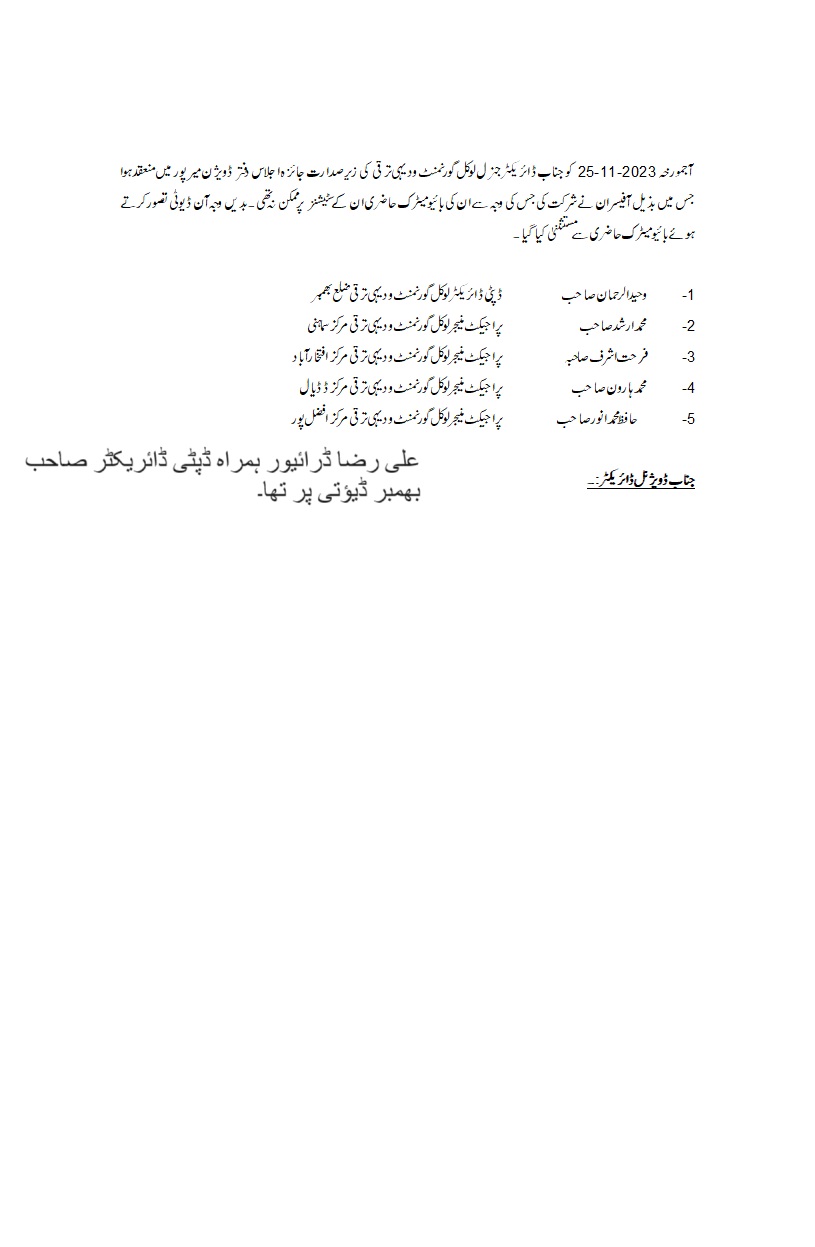 آجمورخہ 25-11-2023 کو جناب ڈائریکٹر جنرل لوکل گورنمنٹ و دیہی ترقی کی زیر صدارت جائزہ اجلاس دفتر ڈویژن میرپور میں منعقد ہوا
جس میں بذیل آفیسران نے شرکت کی جس کی وجہ سے ان کی بائیومیٹرک حاضری ان کے سٹیشنز پر ممکن نہ تھی۔ بدیں وجہ آن ڈیوٹی تصور کرتے
ہوئے بائیومیٹرک حاضری سے مستثنیٰ کیا گیا۔
1- وحید الرحمان صاحب ڈپٹی ڈائریکٹر لوکل گورنمنٹ و دیہی ترقی ضلع بھمبر
2- محمد ارشد صاحب پراجیکٹ منیجر لوکل گورنمنٹ و دیہی ترقی مرکز سماہنی
3- فرحت اشرف صاحبہ پراجیکٹ منیجر لوکل گورنمنٹ و دیہی ترقی مرکز افتخار آباد
4- محمد ہارون صاحب پراجیکٹ منیجر لوکل گورنمنٹ و دیہی ترقی مرکز ڈڈیال
5- حافظ محمد انور صاحب پراجیکٹ منیجر لوکل گورنمنٹ و دیہی ترقی مرکز افضل پور
علی رضا ڈرائیور ہمراہ ڈپٹی ڈائریکٹر صاحب
بھمبر ڈیؤتی پر تھا۔
جناب ڈویژنل ڈائریکٹر:۔